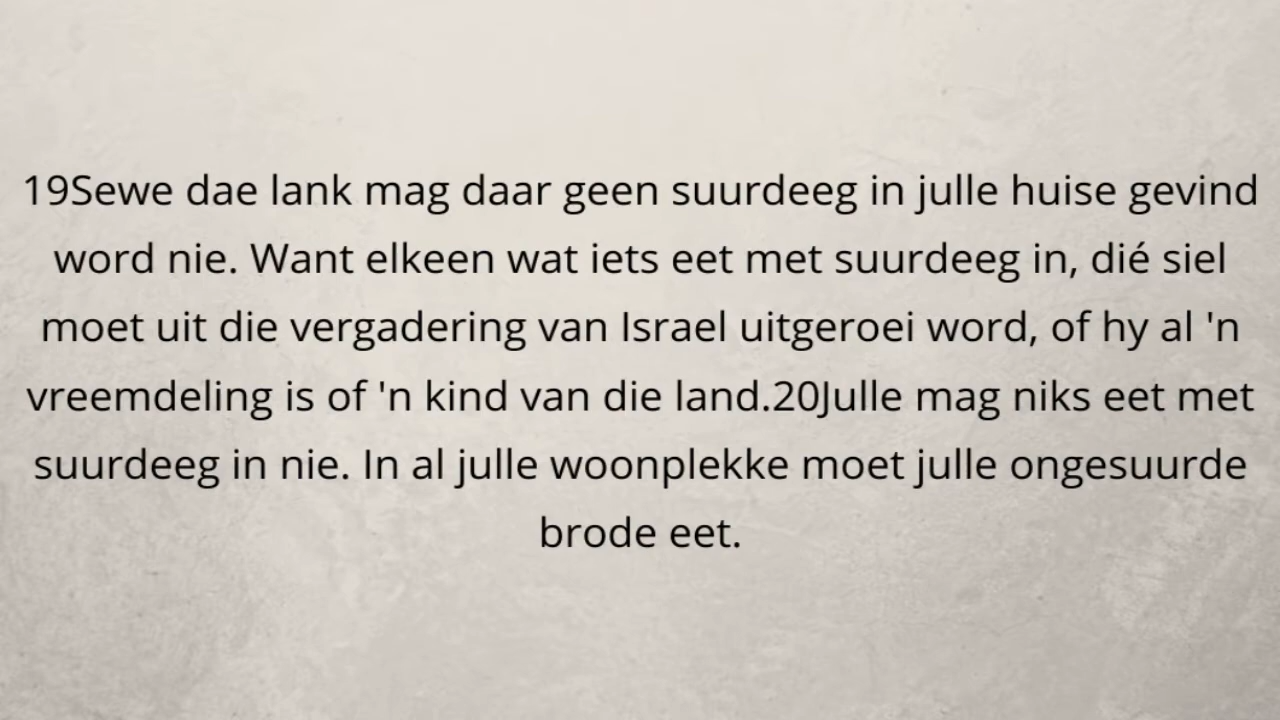 19Sewe dae lank mag daar geen suurdeeg in julle huise gevind
word nie. Want elkeen wat iets eet met suurdeeg in, dié siel
moet uit die vergadering van Israel uitgeroei word, of hy al 'n
vreemdeling is of 'n kind van die land.20Julle mag niks eet met
suurdeeg in nie. In al julle woonplekke moet julle ongesuurde
brode eet.